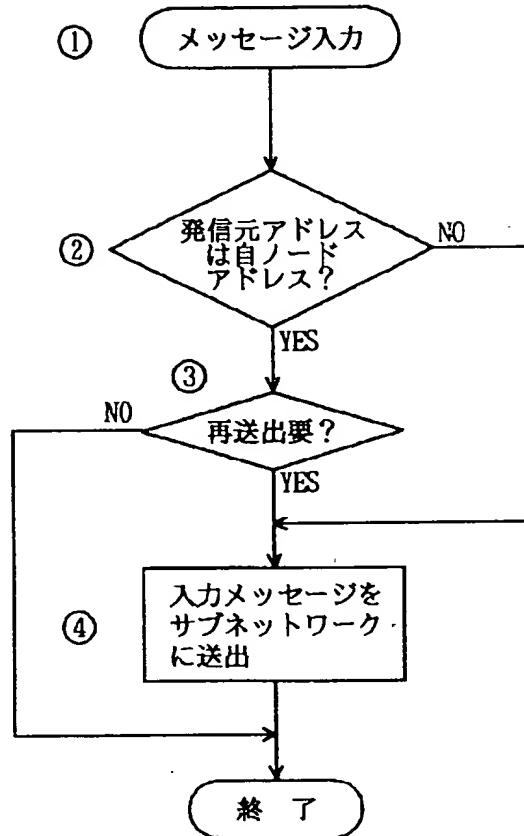 ① メッセージ入力
②
発信元アドレス
は自ノード
アドレス?
NO
YES
③
NO
再送出要?
YES
④
入力メッセージを
サブネットワーク
に送出
終 了